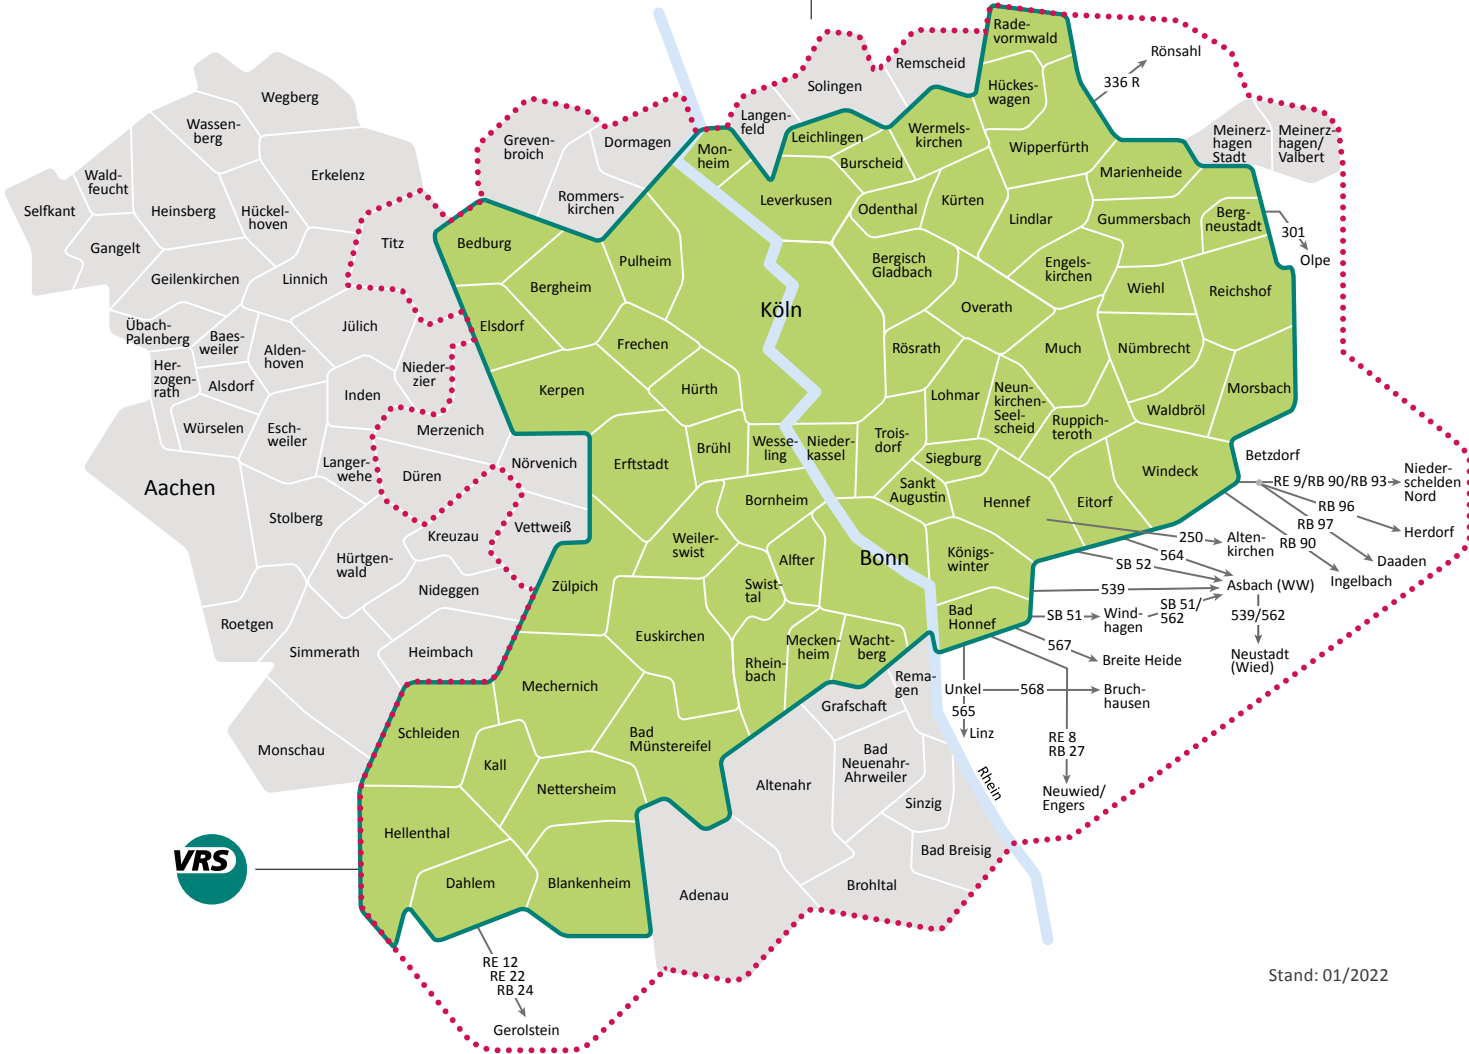 Rade-
vormwald
Rönsahl
336 R
Remscheid
Solingen
Hückes-
wagen
Wegberg
Langen-
feld
Leichlingen
Wermels-
kirchen
Meinerz-
hagen
Stadt
Meinerz-
hagen/
Valbert
Wassen-
berg
Greven-
broich
Dormagen
Mon-
heim
Burscheid
Wipperfürth
Marienheide
Wald-
feucht
Erkelenz
Rommers-
kirchen
Leverkusen
Odenthal
Kürten
Lindlar
Gummersbach
Berg-
neustadt
Selfkant
Heinsberg
Hückel-
hoven
301
Olpe
Gangelt
Titz
Bedburg
Pulheim
Bergisch
Gladbach
Engels-
kirchen
Geilenkirchen
Linnich
Bergheim
Wiehl
Reichshof
Köln
Overath
Übach-
Palenberg
Baes-
weiler
Alden-
hoven
Jülich
Elsdorf
Frechen
Rösrath
Much
Nümbrecht
Her-
zogen-
rath
Alsdorf
Inden
Nieder-
zier
Kerpen
Hürth
Lohmar
Neun-
kirchen-
Seel-
scheid
Morsbach
Waldbröl
Würselen
Esch-
weiler
Merzenich
Ruppich-
teroth
Langer-
wehe
Düren
Nörvenich
Erftstadt
Brühl
Wesse-
ling
Nieder-
kassel
Trois-
dorf
Siegburg
Windeck
Betzdorf
Aachen
Sankt
Augustin
Hennef
Eitorf
RE 9/RB 90/RB 93
Nieder-
schelden
Nord
Stolberg
Vettweiß
Bornheim
RB 96
Herdorf
RB 97
RB 90
Kreuzau
Weiler-
swist
Alfter
Bonn
Königs-
winter
250
Alten-
kirchen
564
SB 52
Daaden
Ingelbach
Hürtgen-
wald
Nideggen
Zülpich
Swist-
tal
539
Asbach (WW)
Roetgen
Bad
Honnef
SB 51
Wind-
hagen
SB 51/
562
539/562
Euskirchen
Simmerath
Heimbach
Rhein-
bach
Mecken-
heim
Wacht-
berg
567
Breite Heide
Neustadt
(Wied)
Mechernich
Rema-
gen
Unkel
568
Bruch-
hausen
565
Linz
Grafschaft
Schleiden
Bad
Münstereifel
Monschau
Kall
Bad
Neuenahr-
Ahrweiler
RE 8
RB 27
Rhein
Nettersheim
Altenahr
Sinzig
Neuwied/
Engers
Hellenthal
Bad Breisig
VRS
Dahlem
Blankenheim
Adenau
Brohltal
RE 12
RE 22
RB 24
Gerolstein
Stand: 01/2022